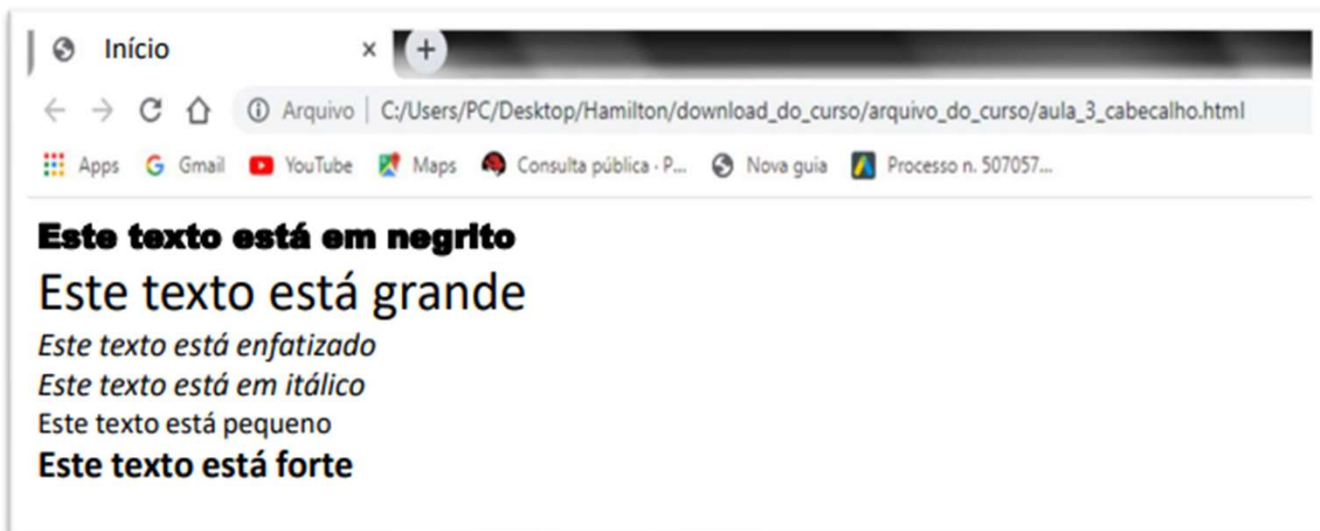 Início × +
Arquivo | C:/Users/PC/Desktop/Hamilton/download_do_curso/arquivo_do_curso/aula_3_cabecalho.html
Apps Gmail YouTube Maps Consulta pública - P... Nova guia Processo n. 507057...
Este texto está em negrito
Este texto está grande
Este texto está enfatizado
Este texto está em itálico
Este texto está pequeno
Este texto está forte